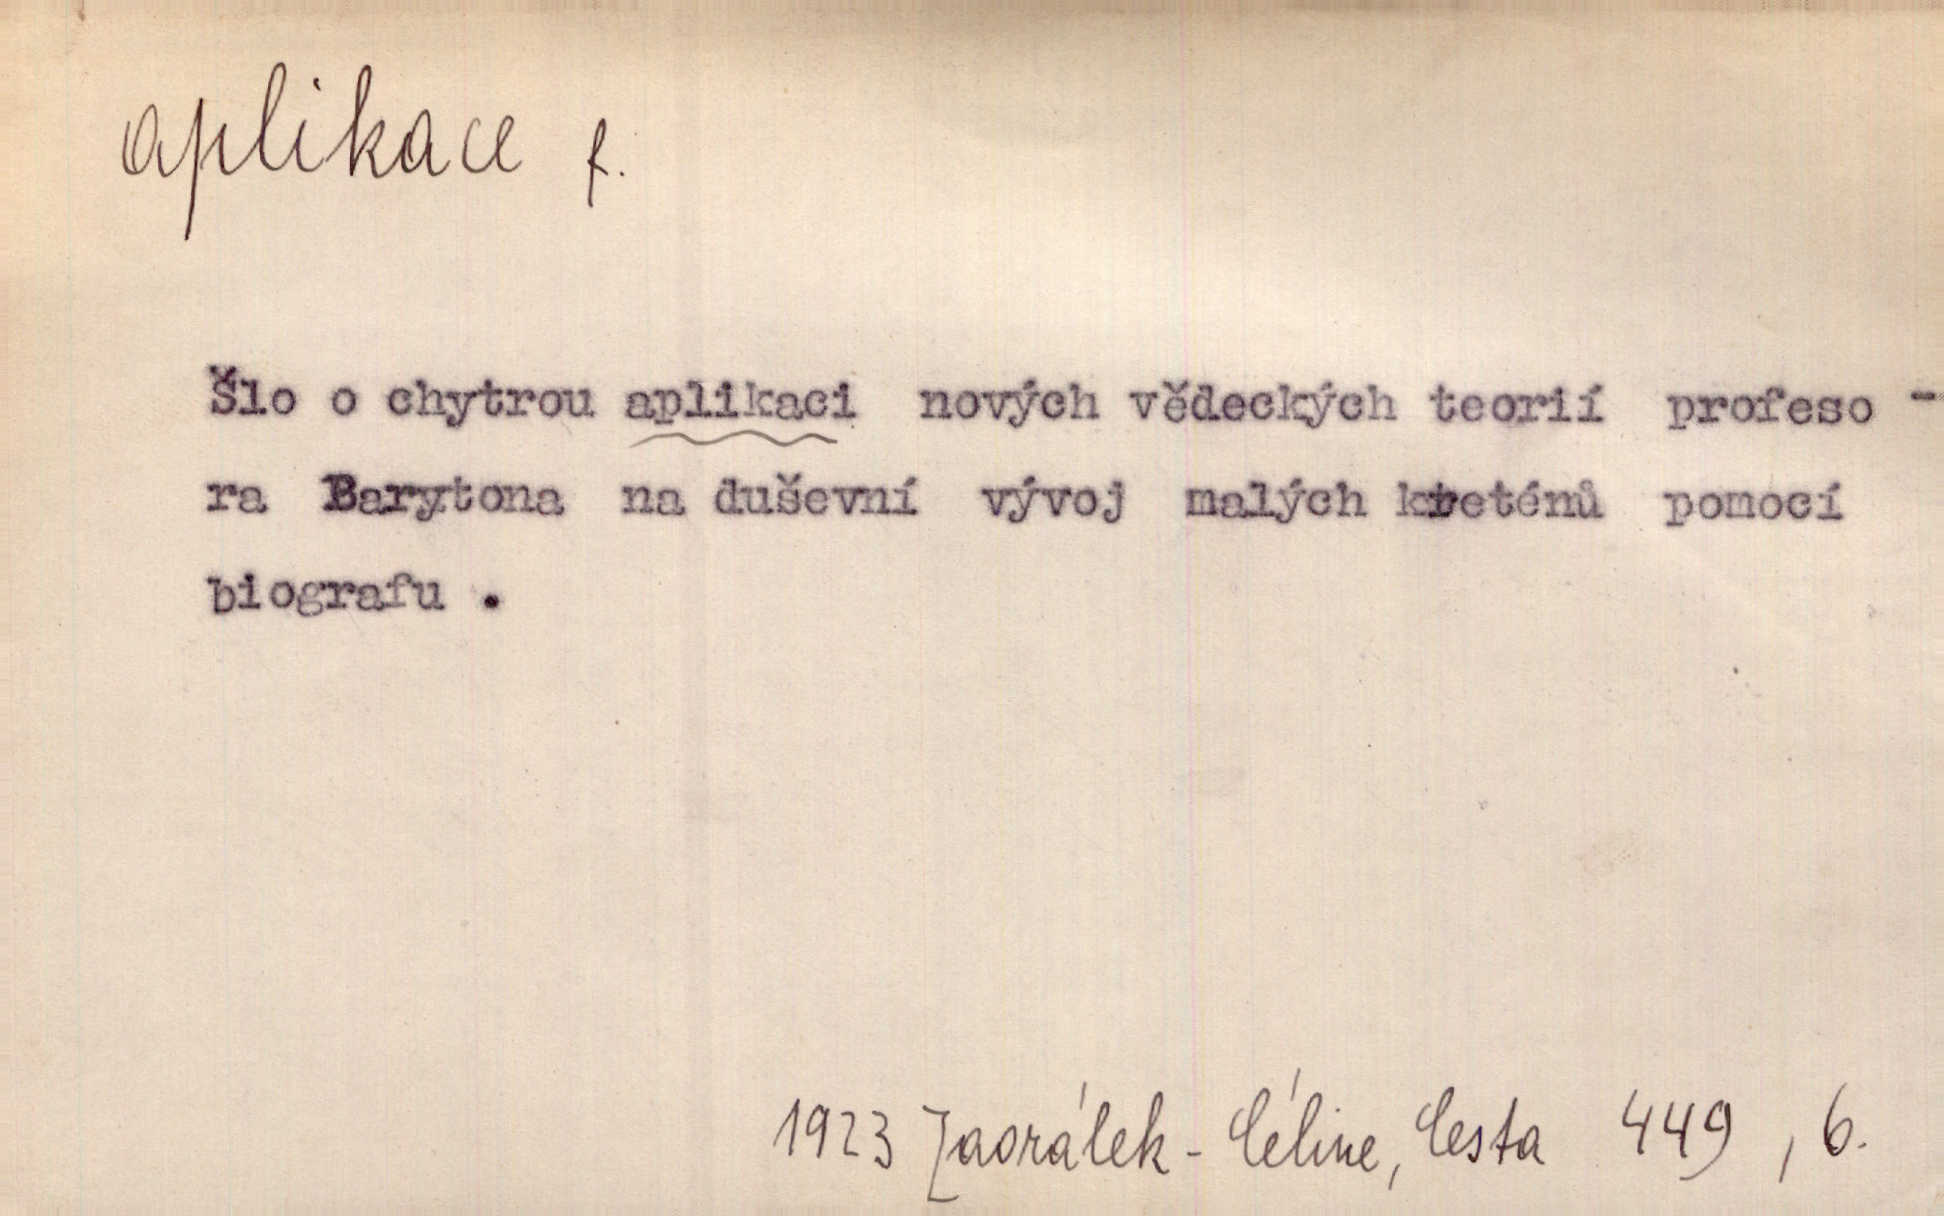 aplikace f.
Šlo o chytrou aplikaci nových vědeckých teorií profeso -
ra Barytona na duševní vývoj malých kreténů pomocí
biografu .
1923 Zaorálek - Céline, Cesta 449 , 6.